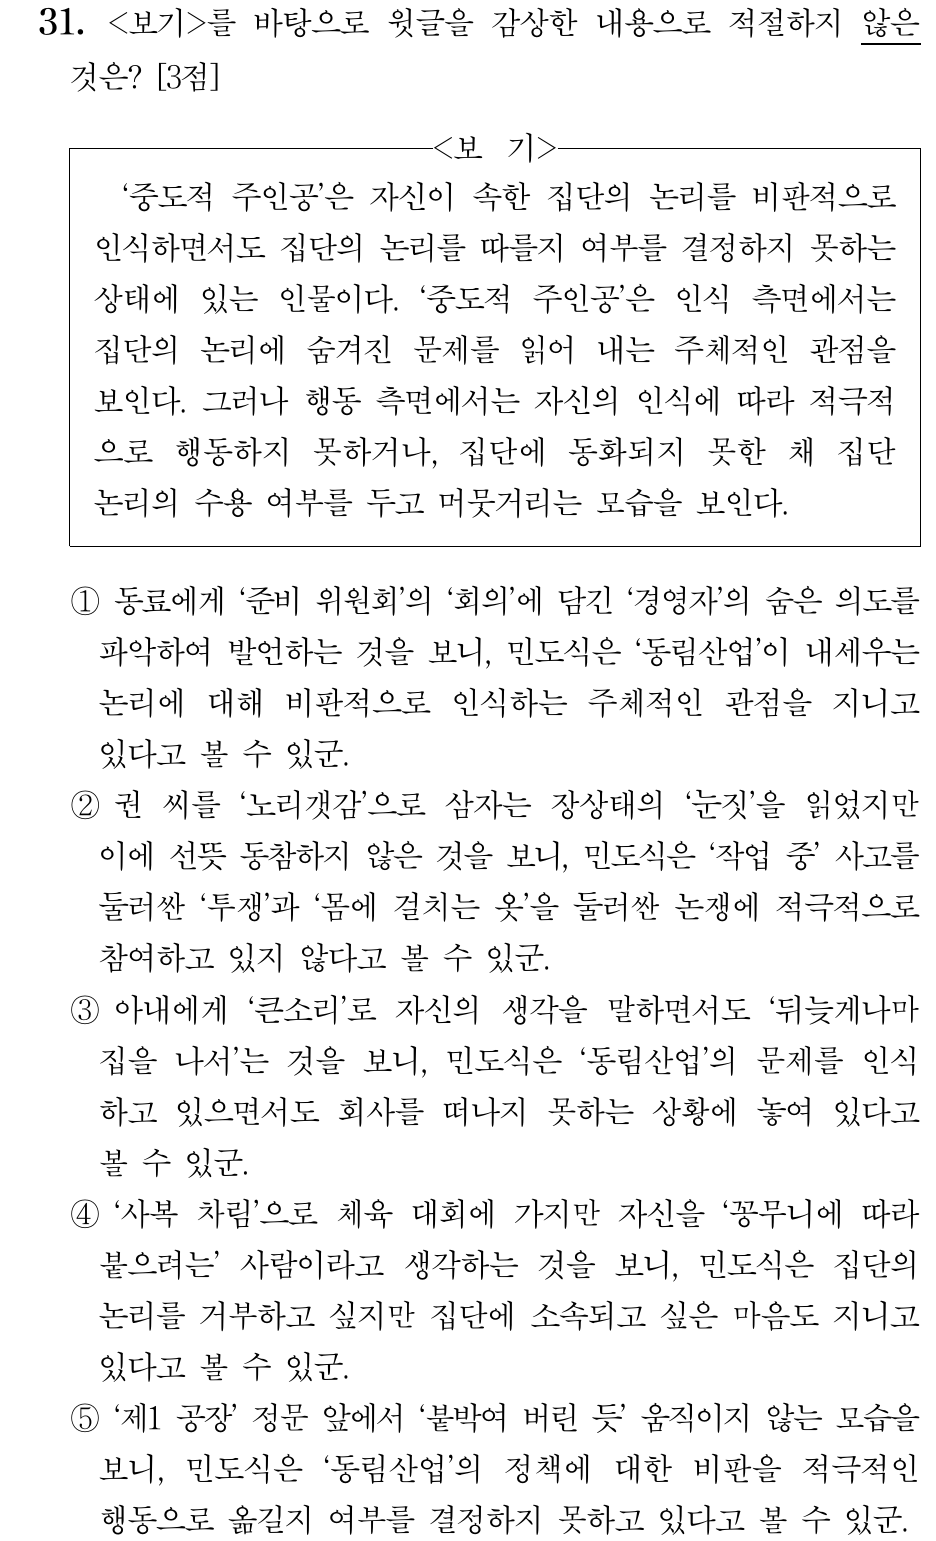 31. <보기>를 바탕으로 윗글을 감상한 내용으로 적절하지 않은
것은? [3점]
<보 기>
‘중도적 주인공’은 자신이 속한 집단의 논리를 비판적으로
인식하면서도 집단의 논리를 따를지 여부를 결정하지 못하는
상태에 있는 인물이다. ‘중도적 주인공’은 인식 측면에서는
집단의 논리에 숨겨진 문제를 읽어 내는 주체적인 관점을
보인다. 그러나 행동 측면에서는 자신의 인식에 따라 적극적
으로 행동하지 못하거나, 집단에 동화되지 못한 채 집단
논리의 수용 여부를 두고 머뭇거리는 모습을 보인다.
① 동료에게 ‘준비 위원회’의 ‘회의’에 담긴 ‘경영자’의 숨은 의도를
파악하여 발언하는 것을 보니, 민도식은 ‘동림산업’이 내세우는
논리에 대해 비판적으로 인식하는 주체적인 관점을 지니고
있다고 볼 수 있군.
② 권 씨를 ‘노리갯감’으로 삼자는 장상태의 ‘눈짓’을 읽었지만
이에 선뜻 동참하지 않은 것을 보니, 민도식은 ‘작업 중’ 사고를
둘러싼 ‘투쟁’과 ‘몸에 걸치는 옷’을 둘러싼 논쟁에 적극적으로
참여하고 있지 않다고 볼 수 있군.
③ 아내에게 ‘큰소리’로 자신의 생각을 말하면서도 ‘뒤늦게나마
집을 나서’는 것을 보니, 민도식은 ‘동림산업’의 문제를 인식
하고 있으면서도 회사를 떠나지 못하는 상황에 놓여 있다고
볼 수 있군.
④ ‘사복 차림’으로 체육 대회에 가지만 자신을 ‘꽁무니에 따라
붙으려는’ 사람이라고 생각하는 것을 보니, 민도식은 집단의
논리를 거부하고 싶지만 집단에 소속되고 싶은 마음도 지니고
있다고 볼 수 있군.
⑤ ‘제1 공장’ 정문 앞에서 ‘붙박여 버린 듯’ 움직이지 않는 모습을
보니, 민도식은 ‘동림산업’의 정책에 대한 비판을 적극적인
행동으로 옮길지 여부를 결정하지 못하고 있다고 볼 수 있군.